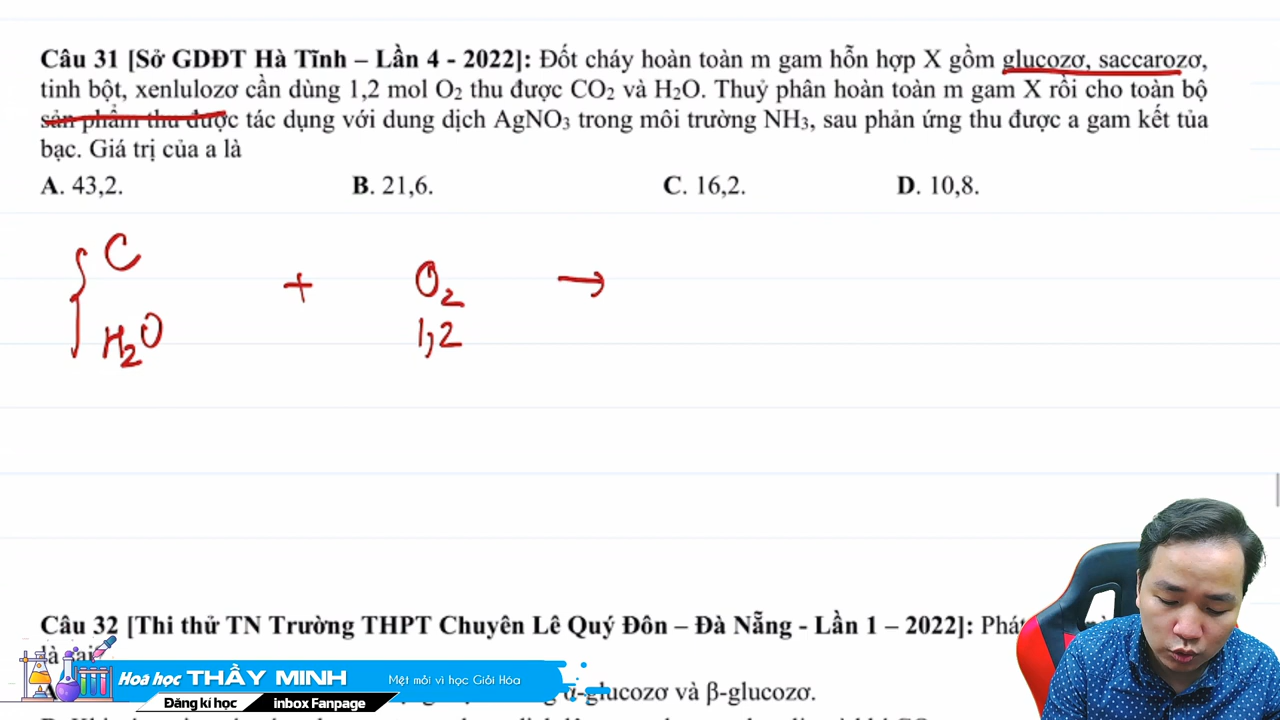 Câu 31 [Sở GDĐT Hà Tĩnh – Lần 4 - 2022]: Đốt cháy hoàn toàn m gam hỗn hợp X gồm glucozơ, saccarozơ,
tinh bột, xenlulozơ cần dùng 1,2 mol O2 thu được CO2 và H2O. Thuỷ phân hoàn toàn m gam X rồi cho toàn bộ
sản phẩm thu được tác dụng với dung dịch AgNO3 trong môi trường NH3, sau phản ứng thu được a gam kết tủa
bạc. Giá trị của a là
A. 43,2. B. 21,6. C. 16,2. D. 10,8.
C
+ O2 →
H2O 1,2
Câu 32 [Thi thử TN Trường THPT Chuyên Lê Quý Đôn – Đà Nẵng - Lần 1 – 2022]:
là sai
Hoá học THẦY MINH Mệt mỏi vì học Giỏi Hóa
α-glucozơ và β-glucozơ.
Đăng kí học inbox Fanpage